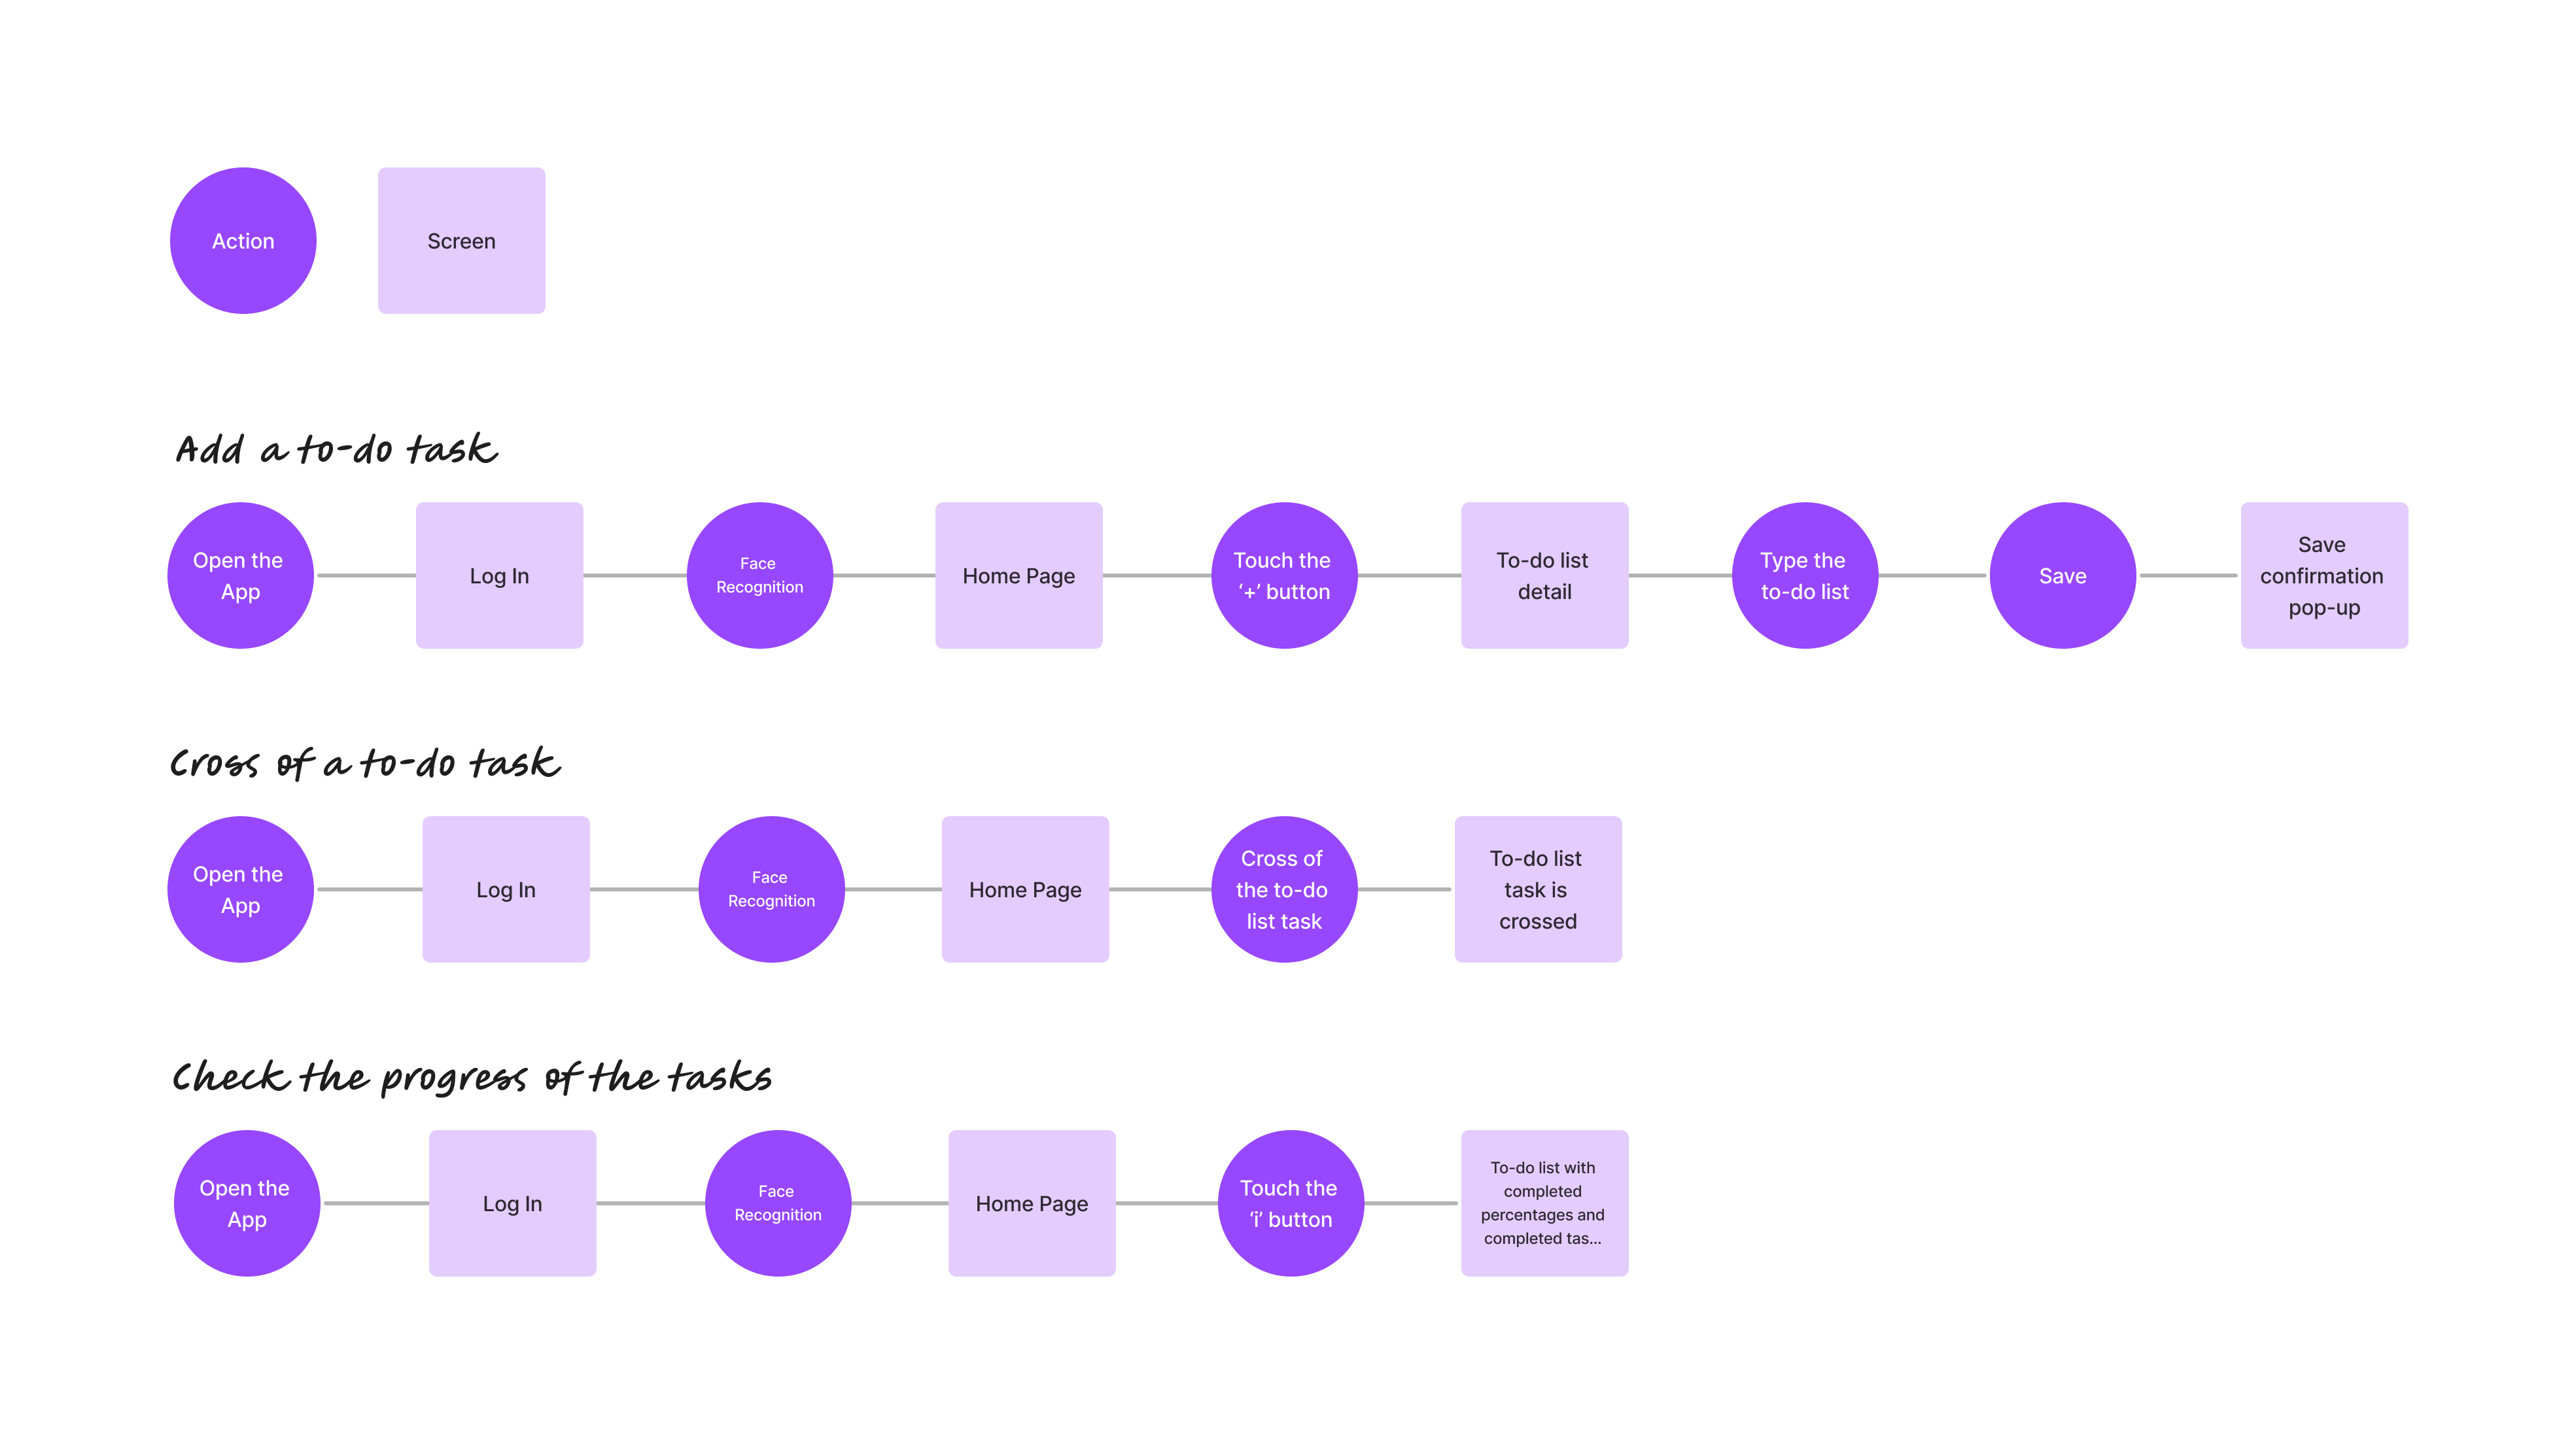 Action
Screen
Add a to-do task
Open the
App
Log In
Face
Recognition
Home Page
Touch the
‘+’ button
To-do list
detail
Type the
to-do list
Save
Save
confirmation
pop-up
Cross of a to-do task
Open the
App
Log In
Face
Recognition
Home Page
Cross of
the to-do
list task
To-do list
task is
crossed
Check the progress of the tasks
Open the
App
Log In
Face
Recognition
Home Page
Touch the
‘i’ button
To-do list with
completed
percentages and
completed tas...